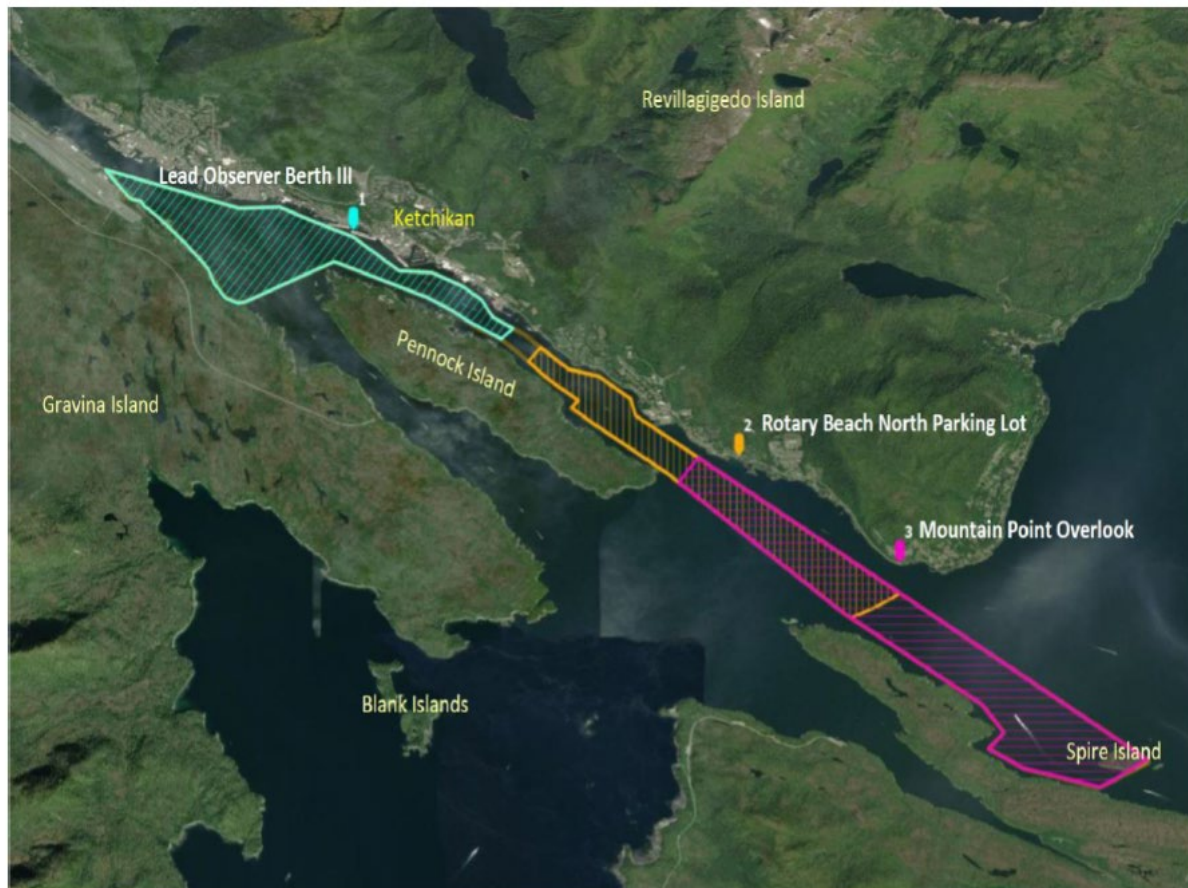 Revillagigedo Island
Lead Observer Berth III
1
Ketchikan
Pennock Island
Gravina Island
2 Rotary Beach North Parking Lot
3 Mountain Point Overlook
Blank Islands
Spire Island